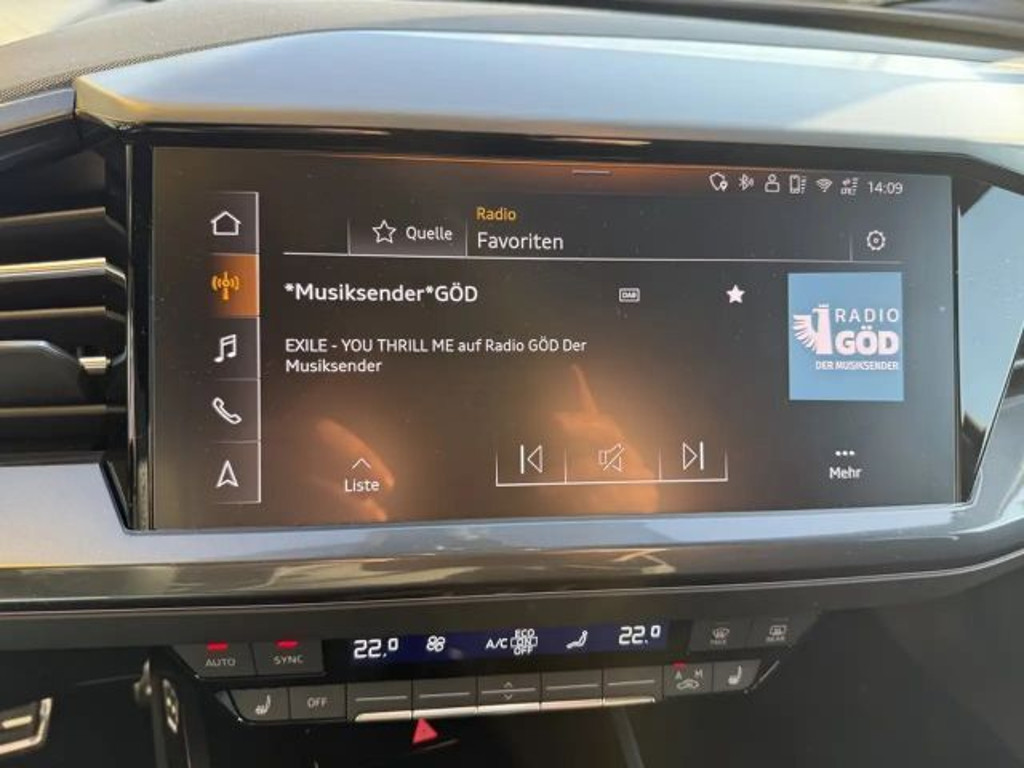 14:09
Radio
Quelle
Favoriten
*Musiksender*GÖD
DAB
RADIO
GÖD
DER MUSIKSENDER
EXILE - YOU THRILL ME auf Radio GÖD Der
Musiksender
Liste
Mehr
22.0
A/C
ECO
ON
OFF
22.0
AUTO
SYNC
REAR
OFF
A
M